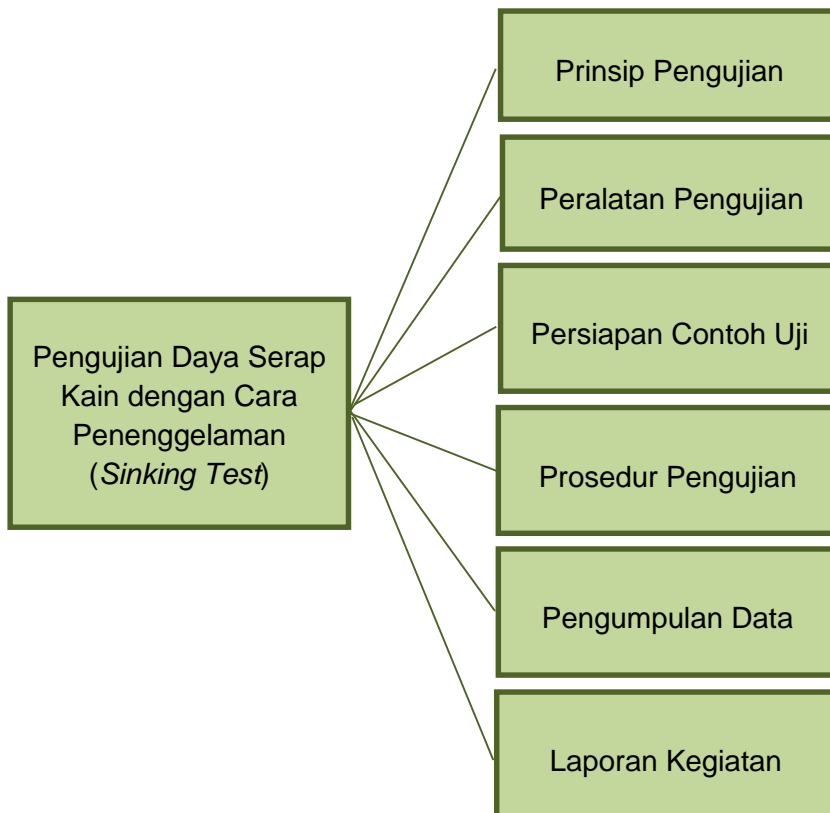 Prinsip Pengujian
Peralatan Pengujian
Persiapan Contoh Uji
Pengujian Daya Serap
Kain dengan Cara
Penenggelaman
(Sinking Test)
Prosedur Pengujian
Pengumpulan Data
Laporan Kegiatan